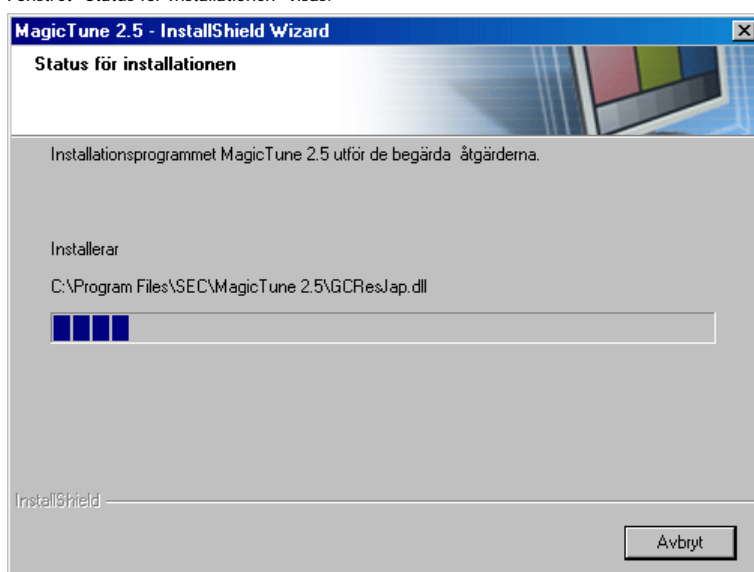 MagicTune 2.5 - InstallShield Wizard
Status för installationen
Installationsprogrammet MagicTune 2.5 utför de begärda åtgärderna.
Installerar
C:\Program Files\SEC\MagicTune 2.5\GCResJap.dll
InstallShield
Avbryt